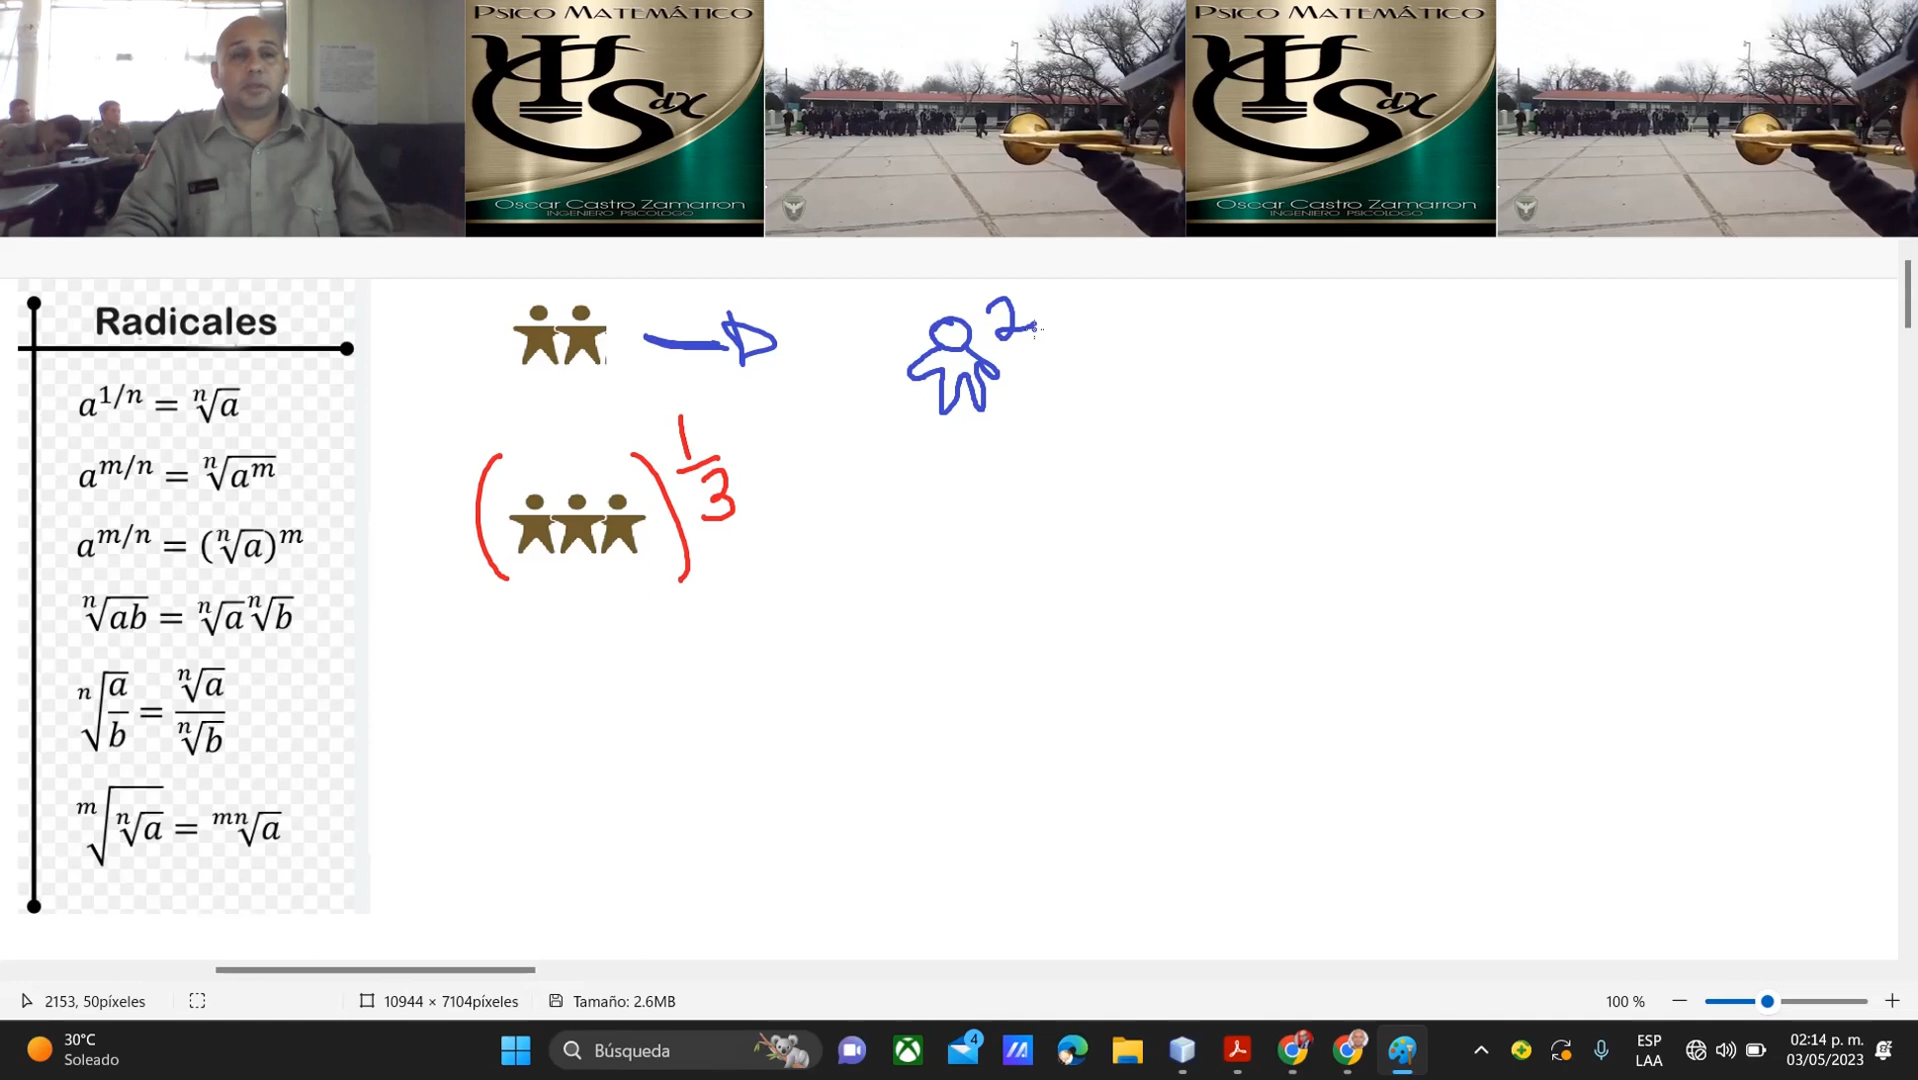 PSICO MATEMÁTICO
Oscar Castro Zamarron
INGENIERO PSICOLOGO
PSICO MATEMÁTICO
Oscar Castro Zamarron
INGENIERO PSICOLOGO
Radicales
a^{1/n} = ⁿ√a
a^{m/n} = ⁿ√a^m
a^{m/n} = (ⁿ√a)^m
ⁿ√ab = ⁿ√a ⁿ√b
ⁿ√(a/b) = ⁿ√a / ⁿ√b
ᵐ√(ⁿ√a) = ᵐⁿ√a
2
( )^{1/3}
2153, 50píxeles
10944 × 7104píxeles
Tamaño: 2.6MB
100 %
30°C
Soleado
Búsqueda
4
ESP
LAA
02:14 p. m.
03/05/2023